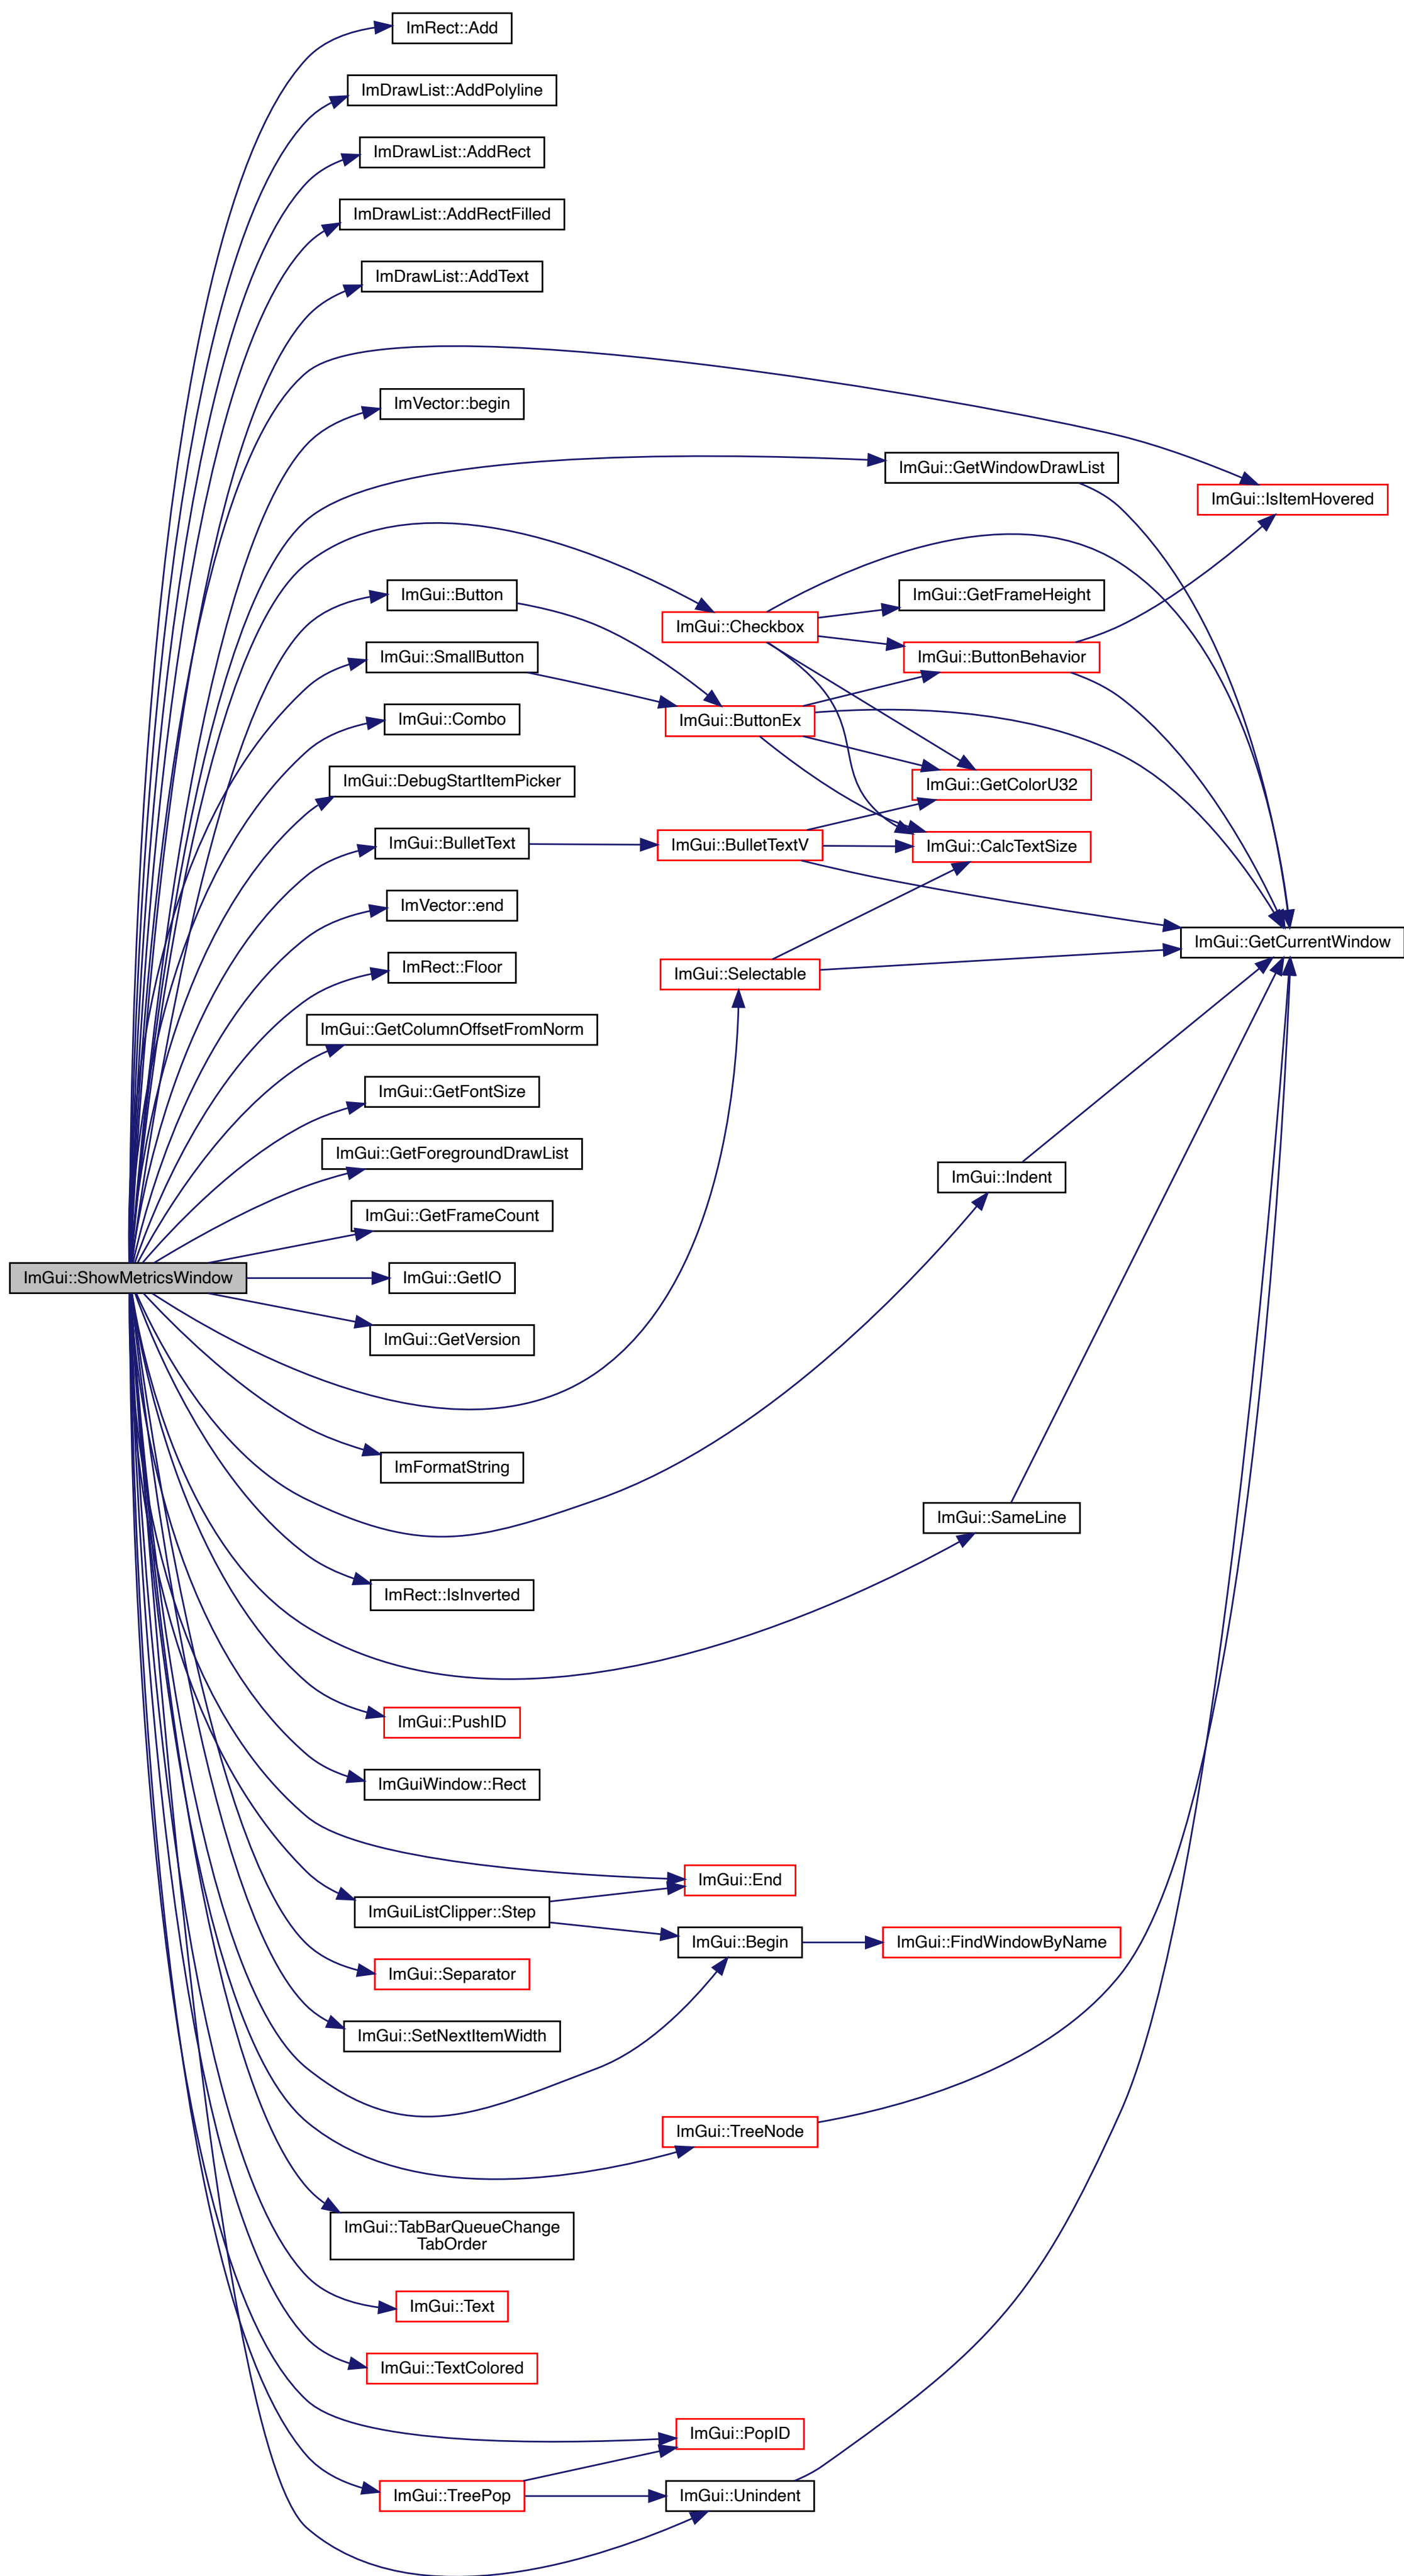 ImRect::Add
ImDrawList::AddPolyline
ImDrawList::AddRect
ImDrawList::AddRectFilled
ImDrawList::AddText
ImVector::begin
ImGui::GetWindowDrawList
ImGui::IsItemHovered
ImGui::Button
ImGui::GetFrameHeight
ImGui::Checkbox
ImGui::SmallButton
ImGui::ButtonBehavior
ImGui::Combo
ImGui::ButtonEx
ImGui::DebugStartItemPicker
ImGui::GetColorU32
ImGui::BulletText
ImGui::BulletTextV
ImGui::CalcTextSize
ImVector::end
ImGui::GetCurrentWindow
ImRect::Floor
ImGui::Selectable
ImGui::GetColumnOffsetFromNorm
ImGui::GetFontSize
ImGui::GetForegroundDrawList
ImGui::Indent
ImGui::GetFrameCount
ImGui::ShowMetricsWindow
ImGui::GetIO
ImGui::GetVersion
ImFormatString
ImGui::SameLine
ImRect::IsInverted
ImGui::PushID
ImGuiWindow::Rect
ImGui::End
ImGuiListClipper::Step
ImGui::Begin
ImGui::FindWindowByName
ImGui::Separator
ImGui::SetNextItemWidth
ImGui::TreeNode
ImGui::TabBarQueueChange
TabOrder
ImGui::Text
ImGui::TextColored
ImGui::PopID
ImGui::TreePop
ImGui::Unindent